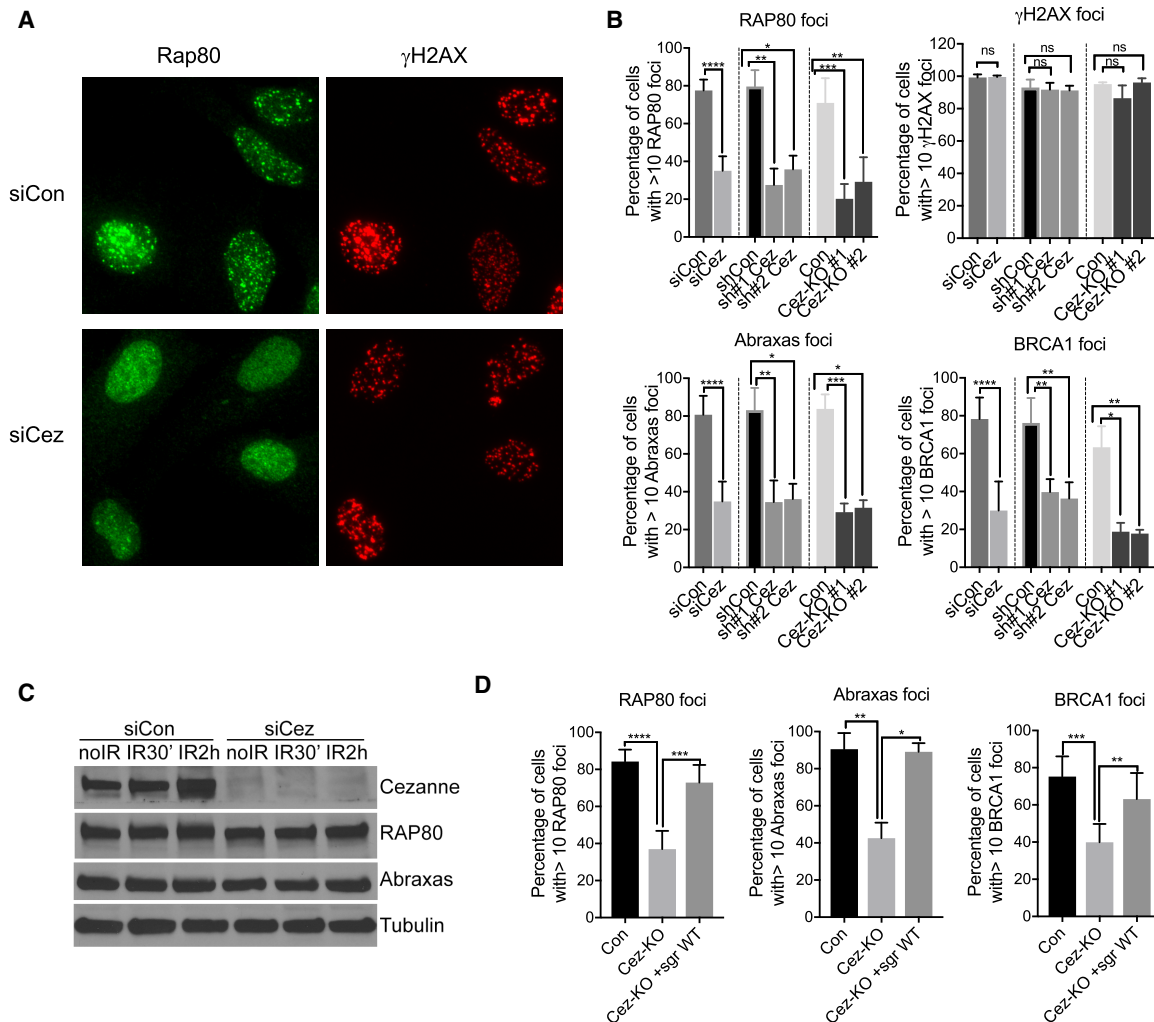 A
Rap80
γH2AX
siCon
siCez
B
RAP80 foci
Percentage of cells
with >10 RAP80 foci
100
80
60
40
20
0
****
**
*
***
**
siCon
siCez
shCon
sh#1 Cez
sh#2 Cez
Con
Cez-KO #1
Cez-KO #2
γH2AX foci
Percentage of cells
with> 10 γH2AX foci
120
100
80
60
40
20
0
ns
ns
ns
ns
ns
siCon
siCez
shCon
sh#1 Cez
sh#2 Cez
Con
Cez-KO #1
Cez-KO #2
Abraxas foci
Percentage of cells
with > 10 Abraxas foci
100
80
60
40
20
0
****
*
**
*
***
siCon
siCez
shCon
sh#1 Cez
sh#2 Cez
Con
Cez-KO #1
Cez-KO #2
BRCA1 foci
Percentage of cells
with > 10 BRCA1 foci
100
80
60
40
20
0
****
**
**
**
*
siCon
siCez
shCon
sh#1 Cez
sh#2 Cez
Con
Cez-KO #1
Cez-KO #2
C
siCon siCez
noIR IR30' IR2h noIR IR30' IR2h
Cezanne
RAP80
Abraxas
Tubulin
D
RAP80 foci
Percentage of cells
with> 10 RAP80 foci
100
80
60
40
20
0
****
***
Con
Cez-KO
Cez-KO +sgr WT
Abraxas foci
Percentage of cells
with> 10 Abraxas foci
100
80
60
40
20
0
**
*
Con
Cez-KO
Cez-KO +sgr WT
BRCA1 foci
Percentage of cells
with> 10 BRCA1 foci
100
80
60
40
20
0
***
**
Con
Cez-KO
Cez-KO +sgr WT